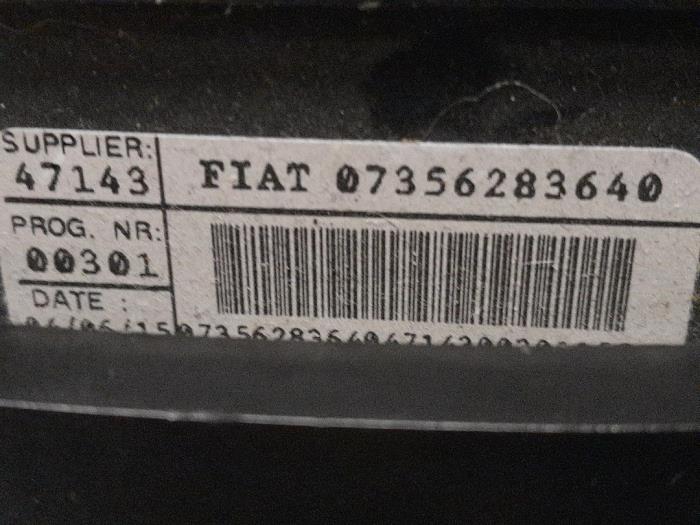 SUPPLIER:
47143
FIAT 07356283640
PROG. NR:
00301
DATE :